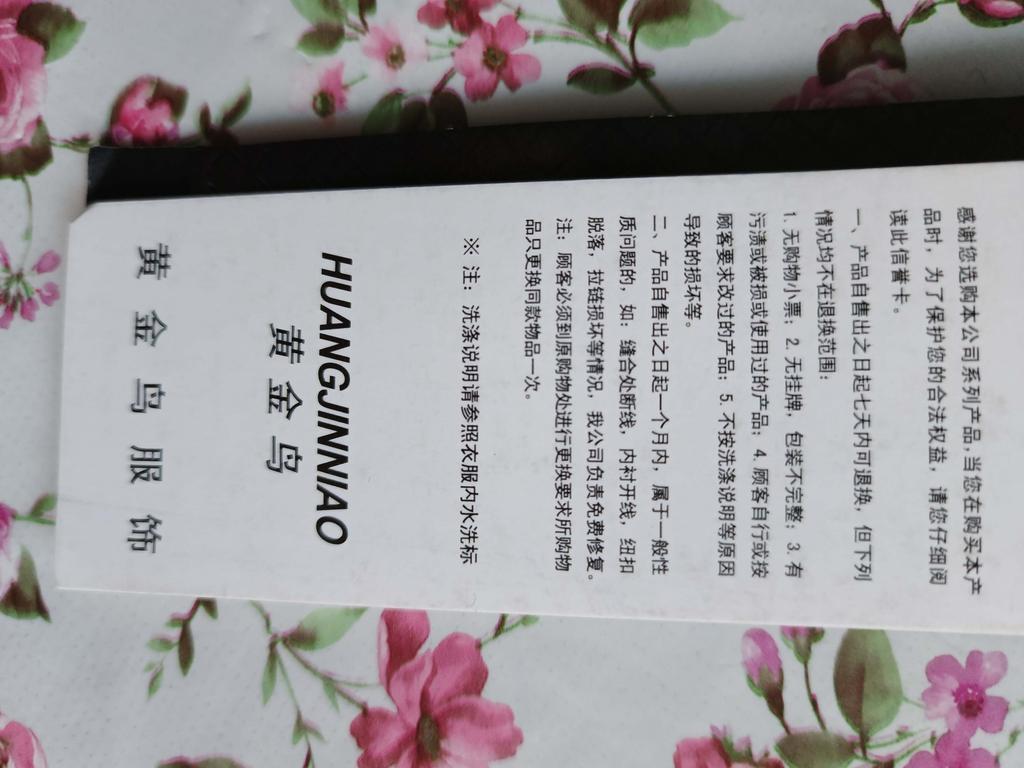 感谢您选购本公司系列产品,当您在购买本产
品时，为了保护您的合法权益，请您仔细阅
读此信誉卡。
一、产品自售出之日起七天内可退换，但下列
情况均不在退换范围：
1. 无购物小票；2. 无挂牌，包装不完整；3. 有
污渍或被损或使用过的产品；4. 顾客自行或按
顾客要求改过的产品；5. 不按洗涤说明等原因
导致的损坏等。
二、产品自售出之日起一个月内，属于一般性
质问题的，如：缝合处断线，内衬开线，纽扣
脱落，拉链损坏等情况，我公司负责免费修复。
注：顾客必须到原购物处进行更换要求所购物
品只更换同款物品一次。
※ 注：洗涤说明请参照衣服内水洗标
HUANGJINNIAO
黄金鸟
黄金鸟服饰